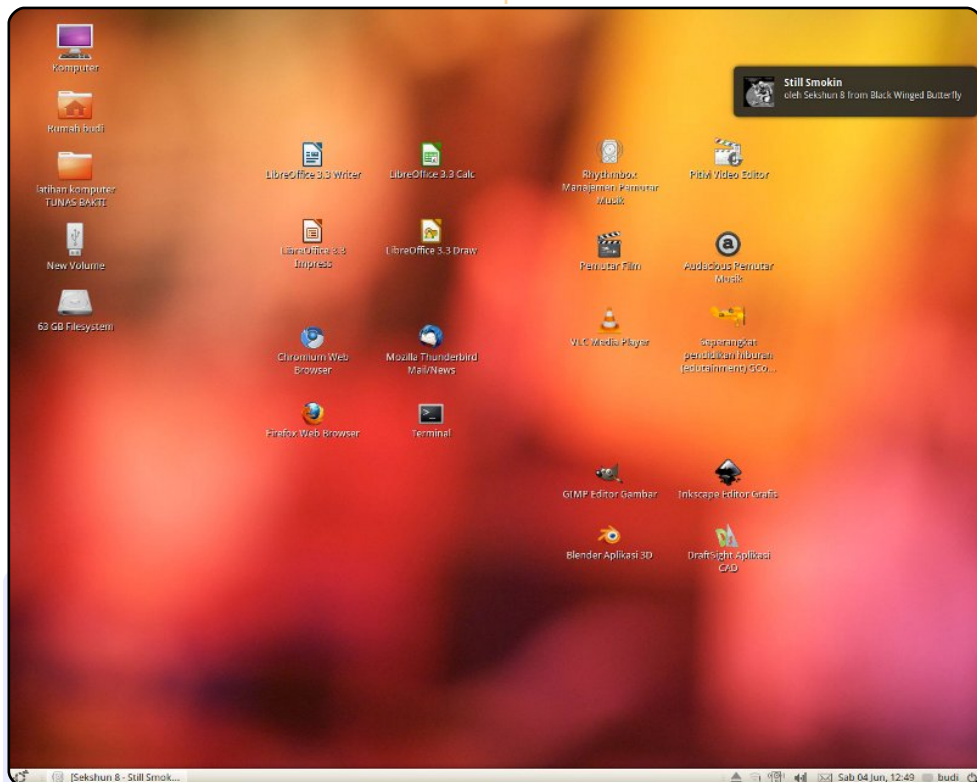 Komputer
Rumah budi
latihan komputer
TUNAS BAKTI
New Volume
63 GB Filesystem
LibreOffice 3.3 Writer
LibreOffice 3.3 Calc
LibreOffice 3.3
Impress
LibreOffice 3.3 Draw
Chromium Web
Browser
Mozilla Thunderbird
Mail/News
Firefox Web Browser
Terminal
Still Smokin
oleh Sekshun 8 from Black Winged Butterfly
Rhythmbox
Manajemen Pemutar
Musik
PiTiVi Video Editor
Pemutar Film
Audacious Pemutar
Musik
VLC Media Player
Seperangkat
pendidikan hiburan
(edutainment) GCo...
GIMP Editor Gambar
Inkscape Editor Grafis
Blender Aplikasi 3D
DraftSight Aplikasi
CAD
[Sekshun 8 - Still Smok...
Sab 04 Jun, 12:49
budi